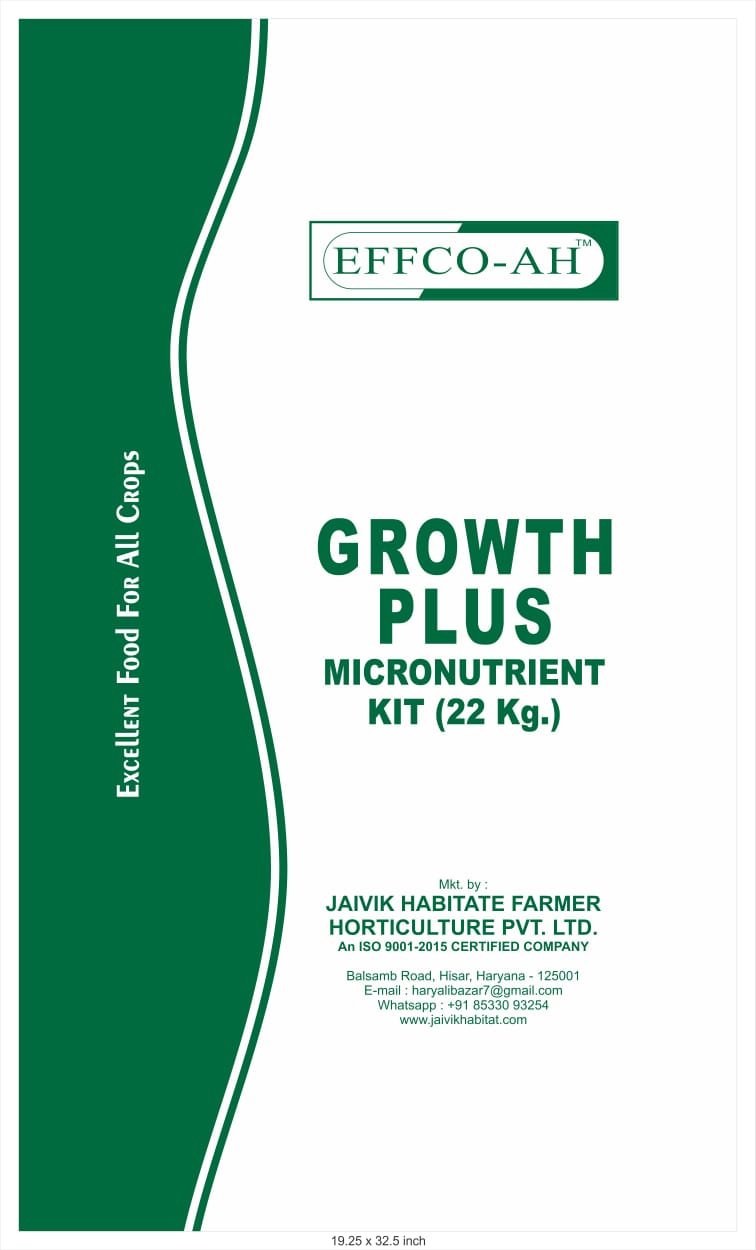 EFFCO-AH™
Excellent Food For All Crops
GROWTH
PLUS
MICRONUTRIENT
KIT (22 Kg.)
Mkt. by :
JAIVIK HABITATE FARMER
HORTICULTURE PVT. LTD.
An ISO 9001-2015 CERTIFIED COMPANY
Balsamb Road, Hisar, Haryana - 125001
E-mail : haryalibazar7@gmail.com
Whatsapp : +91 85330 93254
www.jaivikhabitat.com
19.25 x 32.5 inch